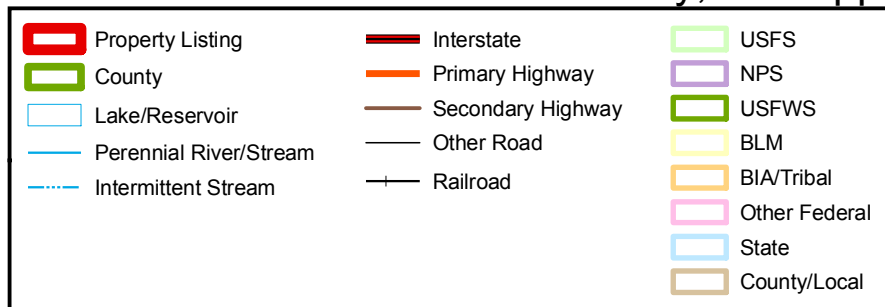 Property Listing
County
Lake/Reservoir
Perennial River/Stream
Intermittent Stream
Interstate
Primary Highway
Secondary Highway
Other Road
Railroad
USFS
NPS
USFWS
BLM
BIA/Tribal
Other Federal
State
County/Local